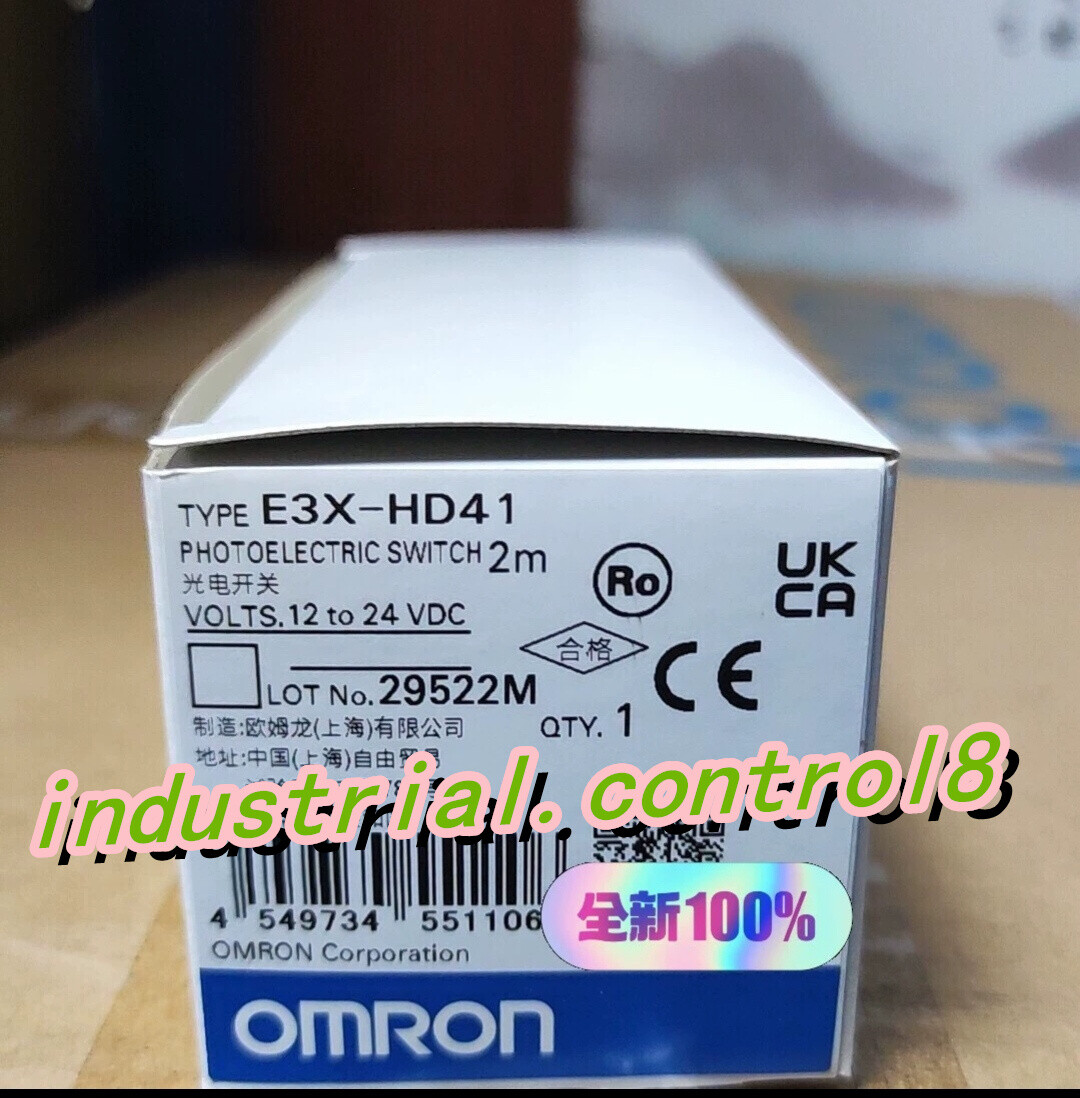 TYPE E3X-HD41
PHOTOELECTRIC SWITCH 2m
光电开关
VOLTS. 12 to 24 VDC
Ro
UK
CA
合格
CE
LOT No. 29522M
QTY. 1
制造:欧姆龙(上海)有限公司
地址:中国(上海)自由贸易
industrial.control8
4 549734 551106
全新100%
OMRON Corporation
OMRON